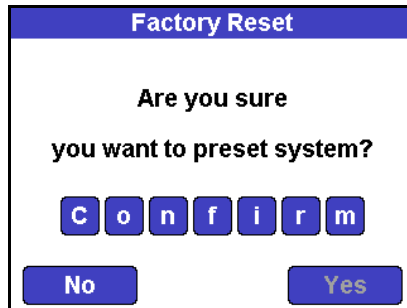 Factory Reset
Are you sure
you want to preset system?
C o n f i r m
No Yes